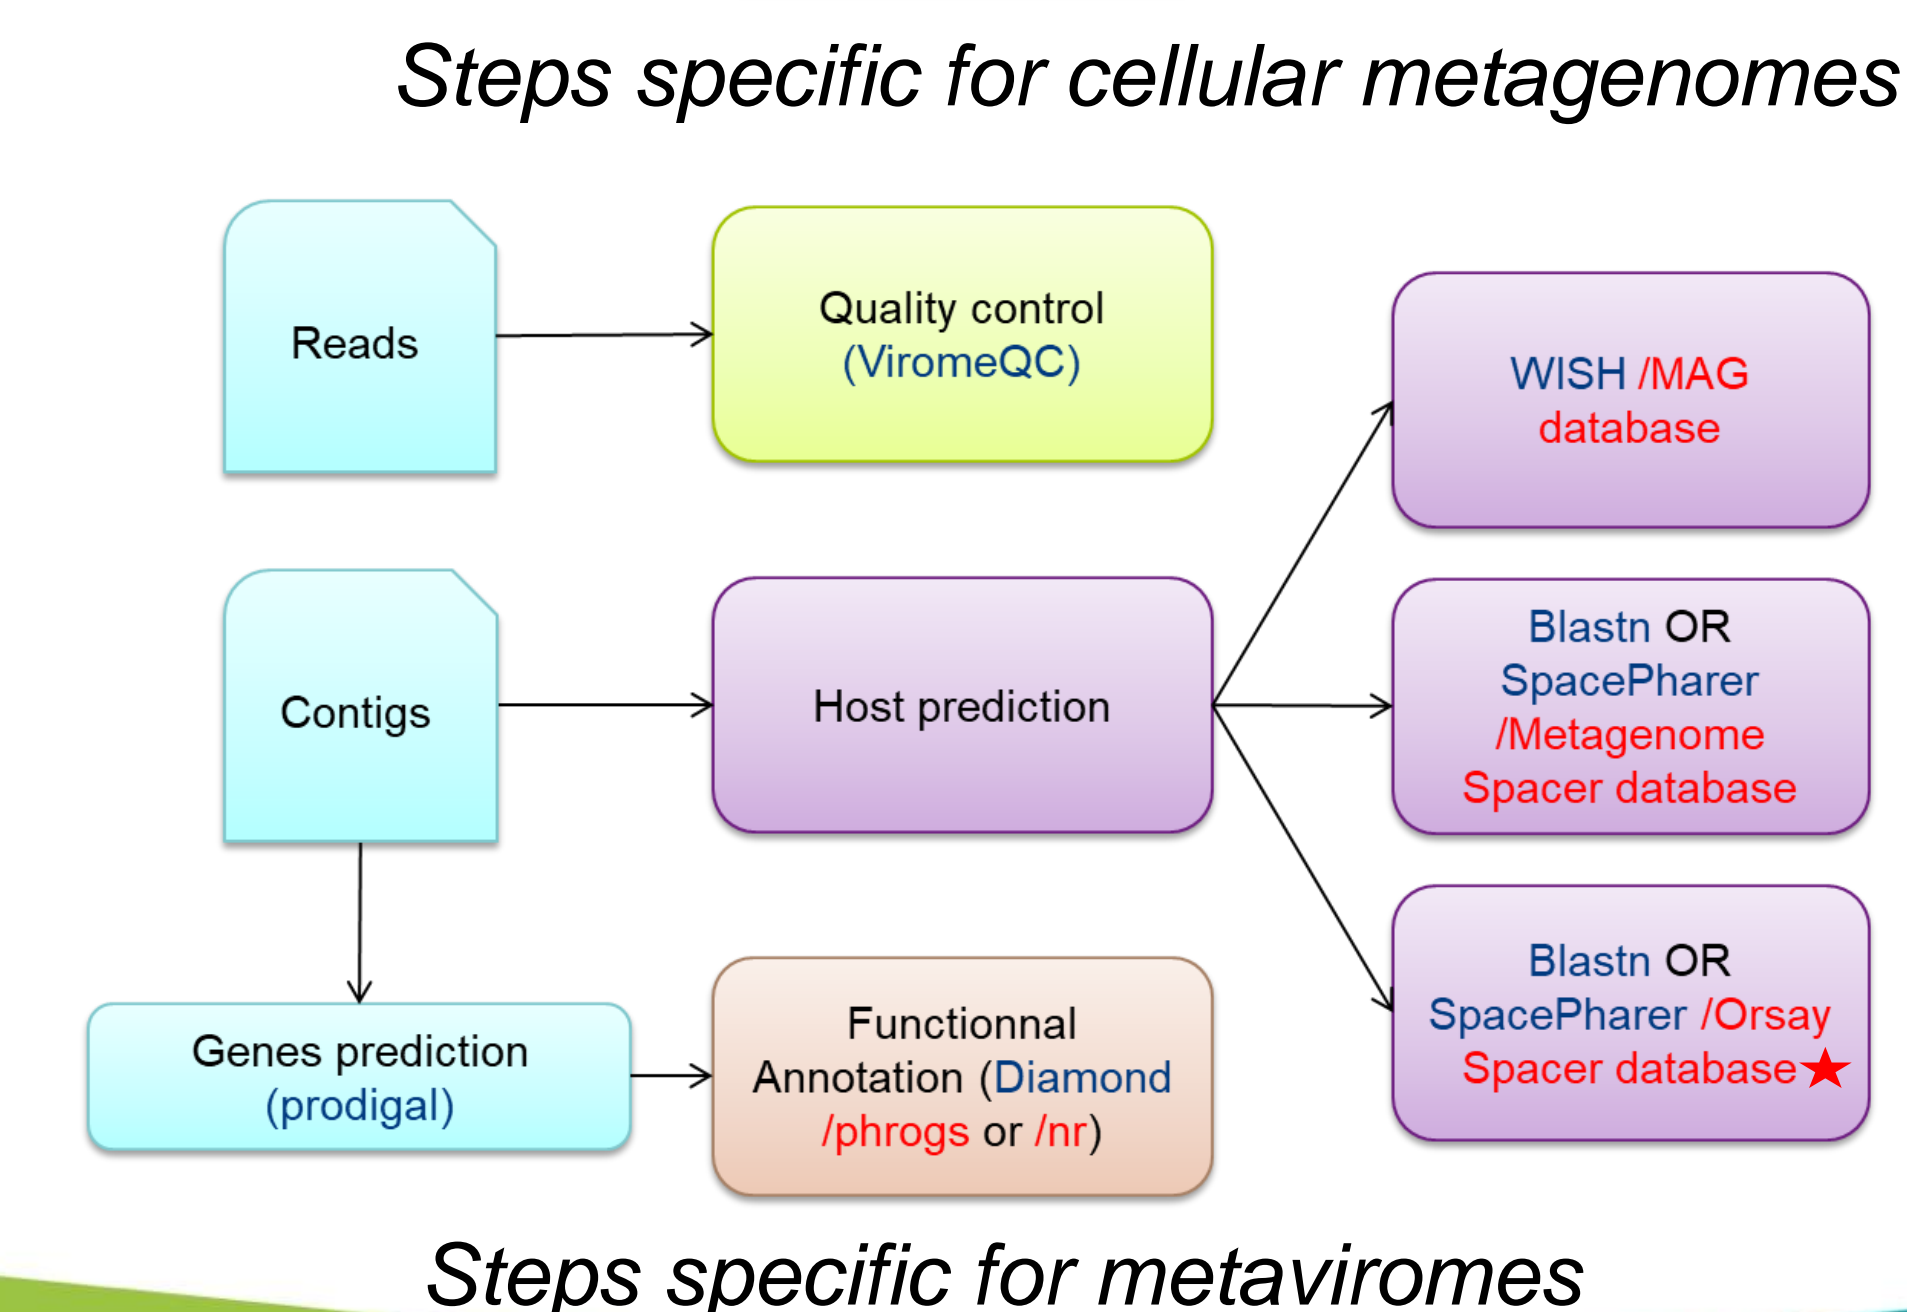 Steps specific for cellular metagenomes
Reads
Quality control
(ViromeQC)
WISH /MAG
database
Contigs
Host prediction
Blastn OR
SpacePharer
/Metagenome
Spacer database
Genes prediction
(prodigal)
Functionnal
Annotation (Diamond
/phrogs or /nr)
Blastn OR
SpacePharer /Orsay
Spacer database
Steps specific for metaviromes